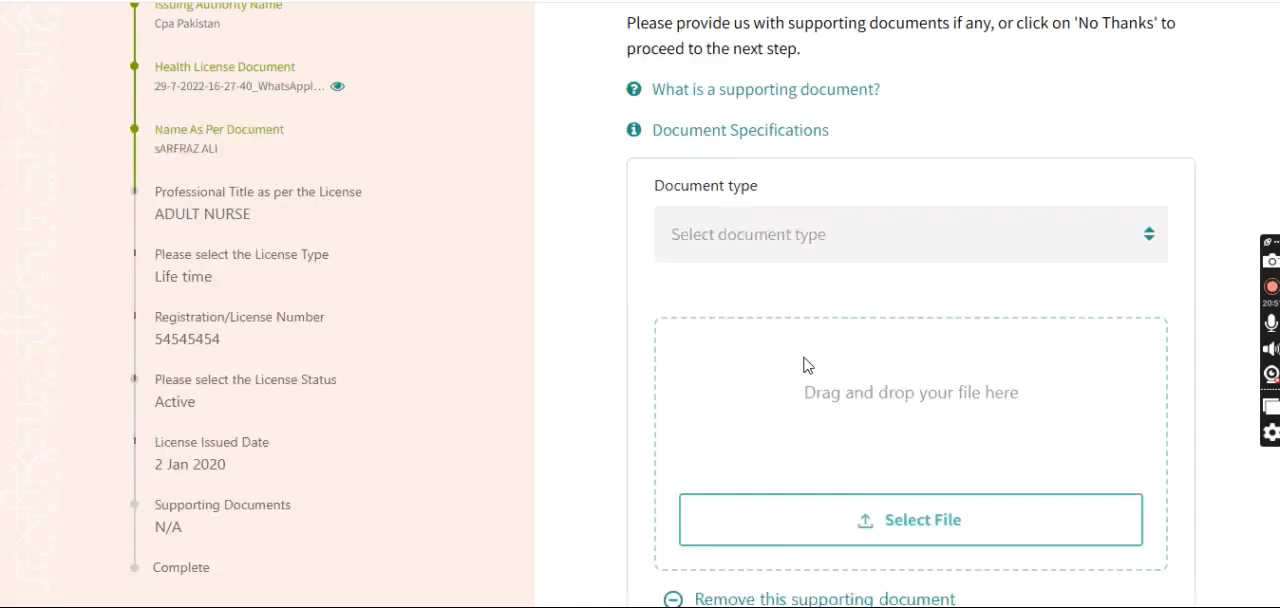 Issuing Authority Name
Cpa Pakistan
Health License Document
29-7-2022-16-27-40_WhatsAppI...
Name As Per Document
sARFRAZ.ALI
Professional Title as per the License
ADULT NURSE
Please select the License Type
Life time
Registration/License Number
54545454
Please select the License Status
Active
License Issued Date
2 Jan 2020
Supporting Documents
N/A
Complete
Please provide us with supporting documents if any, or click on 'No Thanks' to
proceed to the next step.
What is a supporting document?
Document Specifications
Document type
Select document type
Drag and drop your file here
Select File
Remove this supporting document